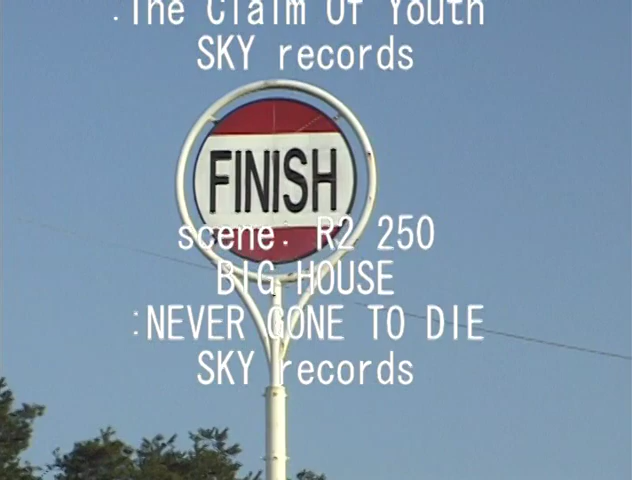 :The Claim Of Youth
SKY records
FINISH
scene: R2 250
BIG HOUSE
:NEVER GONE TO DIE
SKY records